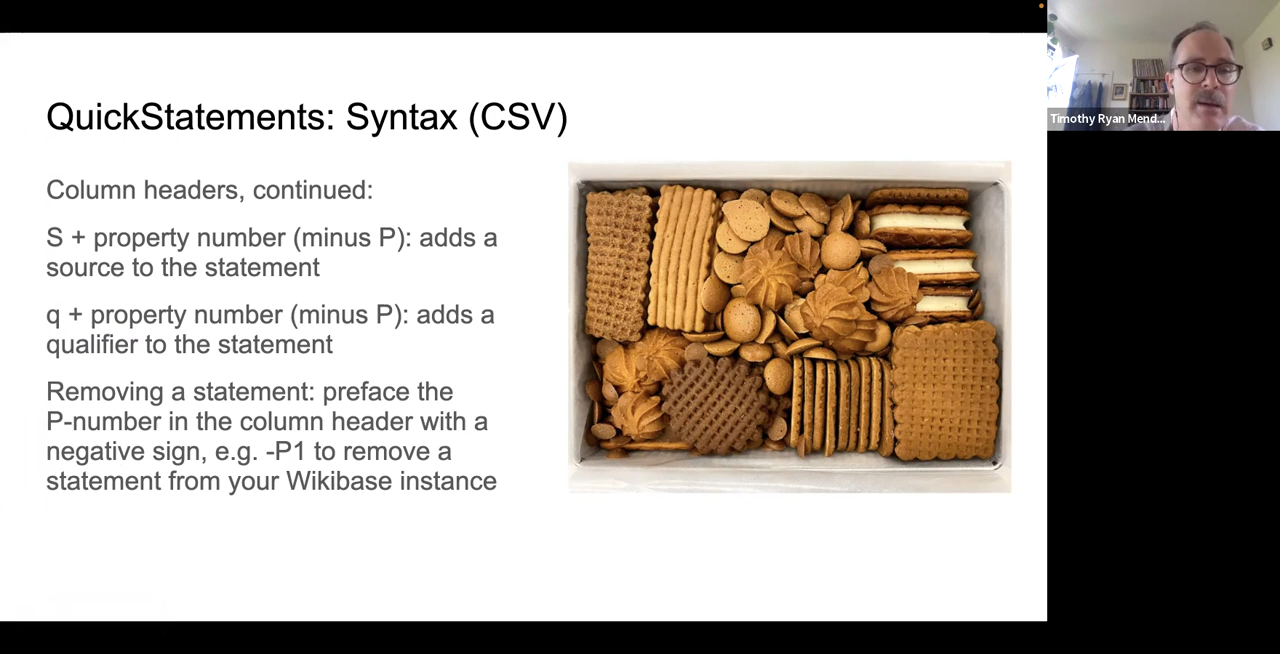 QuickStatements: Syntax (CSV)
Column headers, continued:
S + property number (minus P): adds a
source to the statement
q + property number (minus P): adds a
qualifier to the statement
Removing a statement: preface the
P-number in the column header with a
negative sign, e.g. -P1 to remove a
statement from your Wikibase instance
Timothy Ryan Mend...